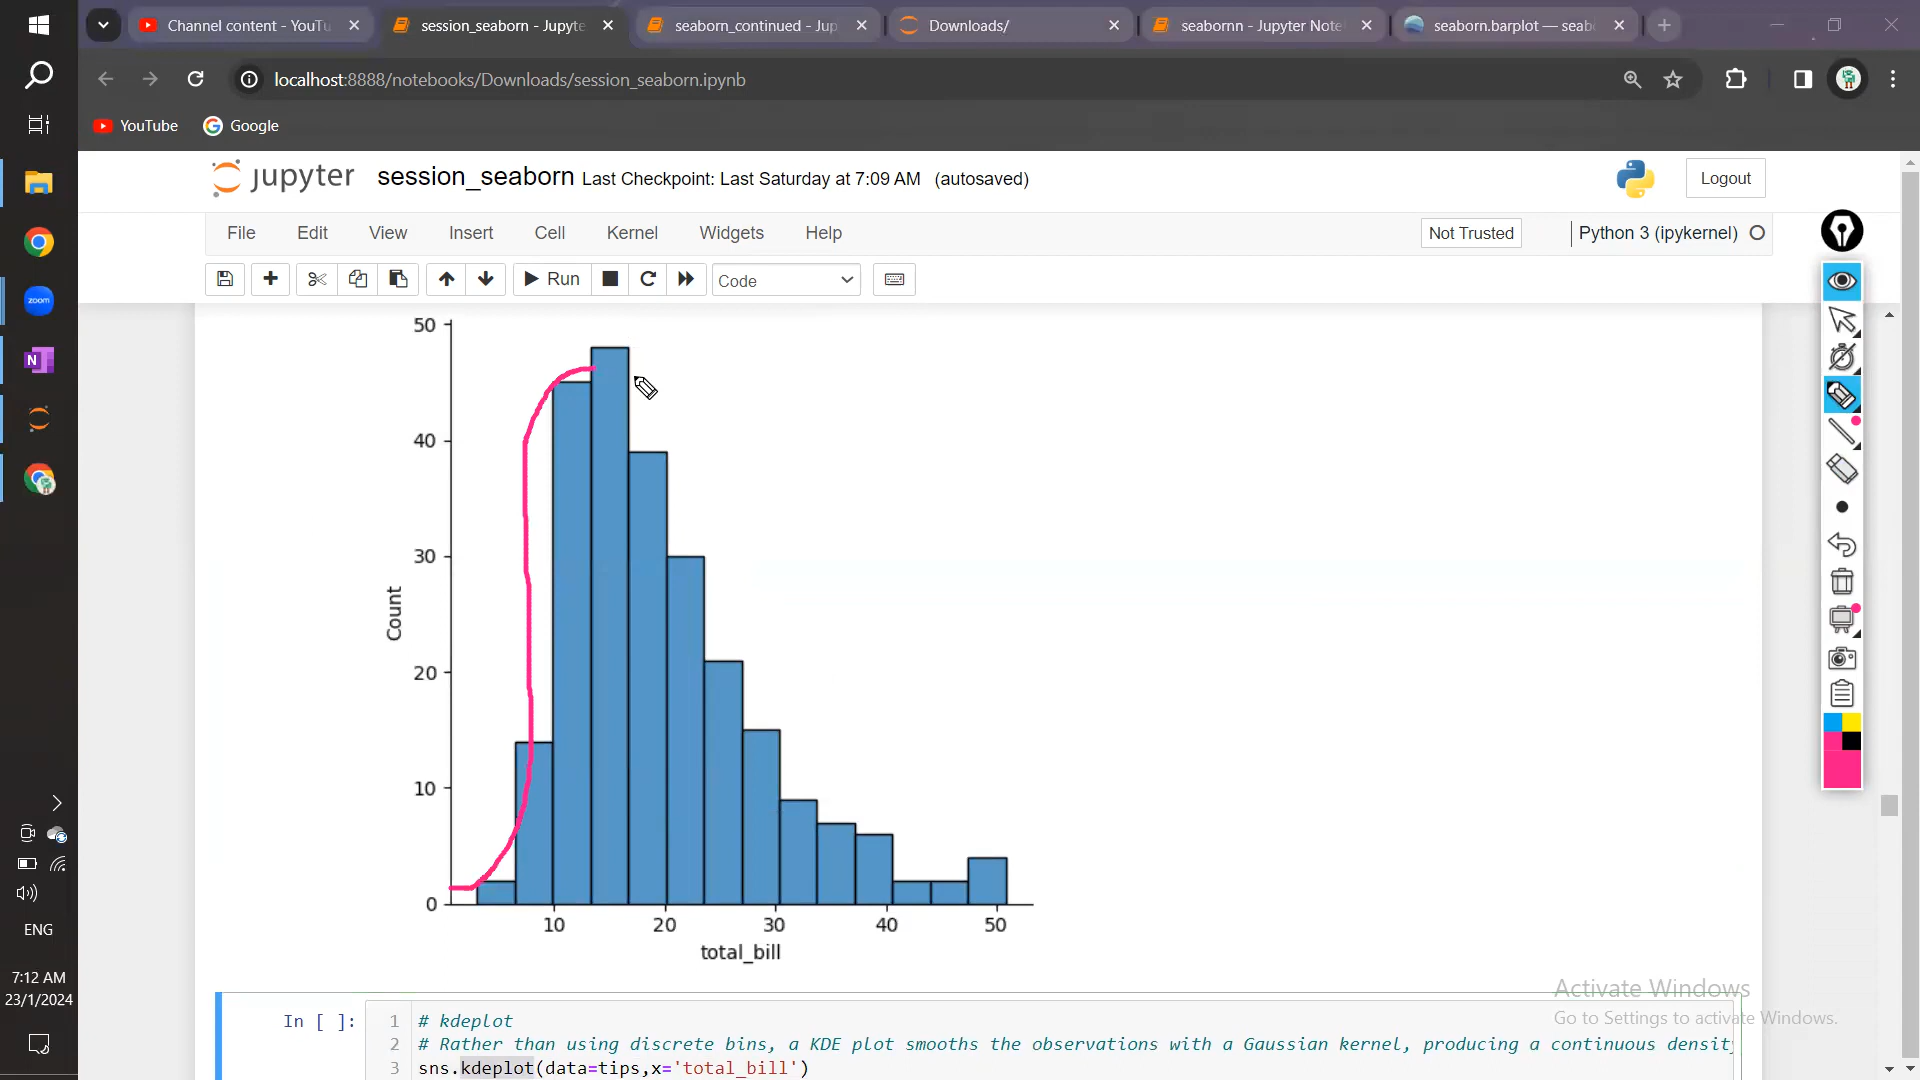 Channel content - YouTu
session_seaborn - Jupyte
seaborn_continued - Jup
Downloads/
seabornn - Jupyter Note
seaborn.barplot — seab
localhost:8888/notebooks/Downloads/session_seaborn.ipynb
YouTube
Google
jupyter
session_seaborn Last Checkpoint: Last Saturday at 7:09 AM (autosaved)
Logout
File
Edit
View
Insert
Cell
Kernel
Widgets
Help
Not Trusted
Python 3 (ipykernel)
Run
Code
zoom
N
50
40
30
20
10
0
Count
10
20
30
40
50
total_bill
ENG
7:12 AM
23/1/2024
In [ ]:
1 # kdeplot
2 # Rather than using discrete bins, a KDE plot smooths the observations with a Gaussian kernel, producing a continuous density
3 sns.kdeplot(data=tips,x='total_bill')
Activate Windows
Go to Settings to activate Windows.